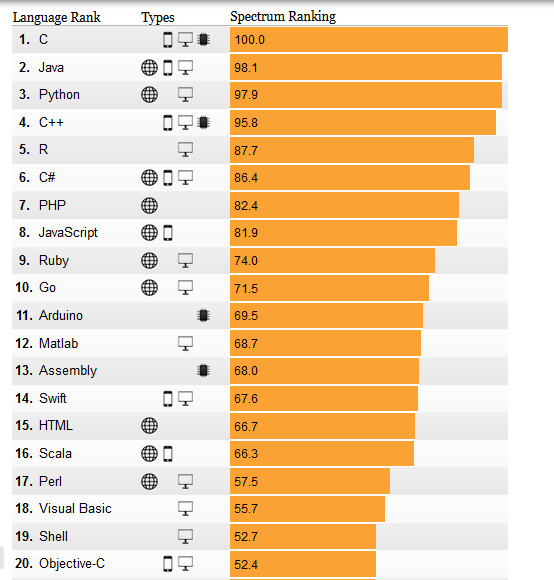 Language Rank Types Spectrum Ranking
1. C 100.0
2. Java 98.1
3. Python 97.9
4. C++ 95.8
5. R 87.7
6. C# 86.4
7. PHP 82.4
8. JavaScript 81.9
9. Ruby 74.0
10. Go 71.5
11. Arduino 69.5
12. Matlab 68.7
13. Assembly 68.0
14. Swift 67.6
15. HTML 66.7
16. Scala 66.3
17. Perl 57.5
18. Visual Basic 55.7
19. Shell 52.7
20. Objective-C 52.4